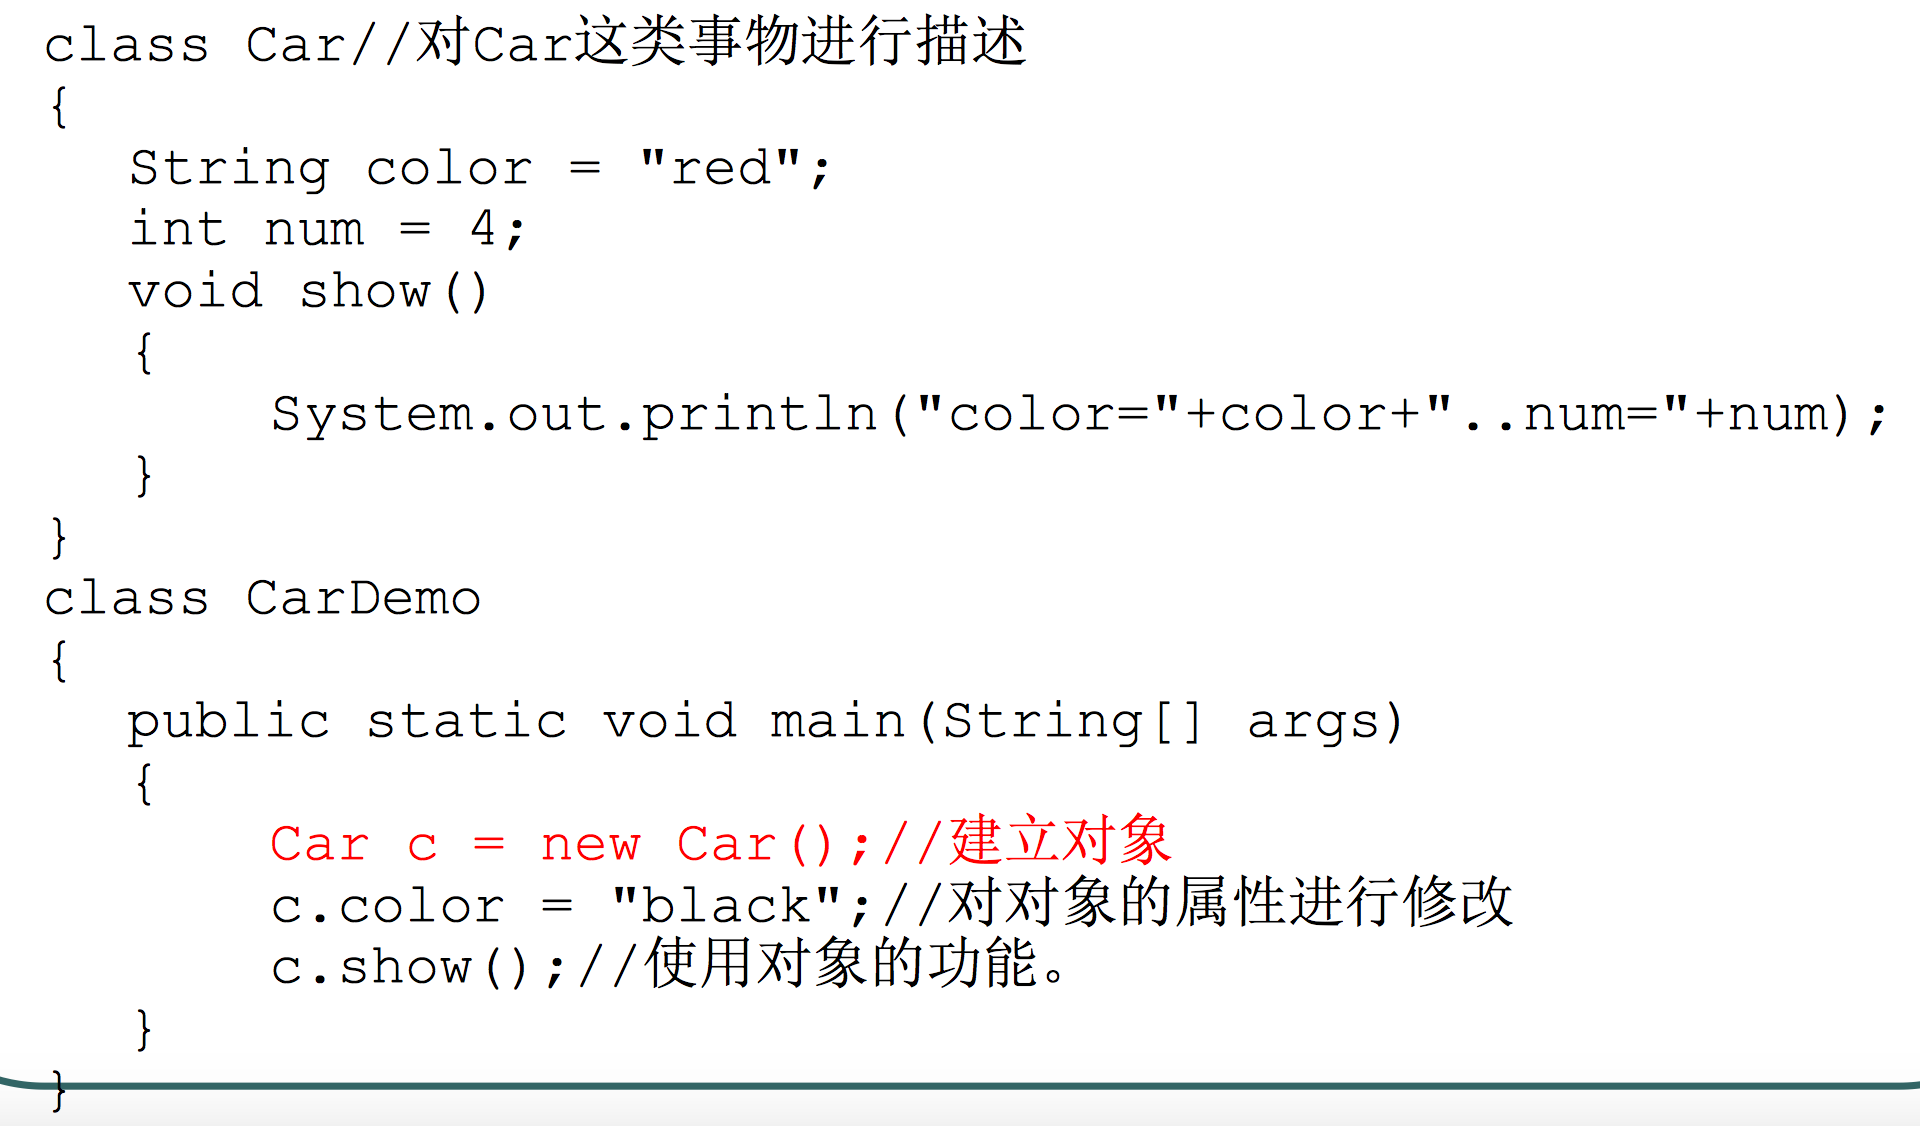 class Car//对Car这类事物进行描述
{
String color = "red";
int num = 4;
void show()
{
System.out.println("color="+color+"..num="+num);
}
}
class CarDemo
{
public static void main(String[] args)
{
Car c = new Car();//建立对象
c.color = "black";//对对象的属性进行修改
c.show();//使用对象的功能。
}
}